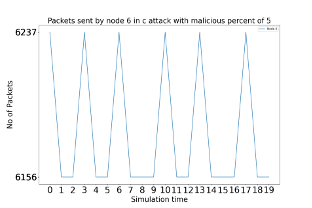 Packets sent by node 6 in c attack with malicious percent of 5
6237
6156
No of Packets
0 1 2 3 4 5 6 7 8 9 10 11 12 13 14 15 16 17 18 19
Simulation time